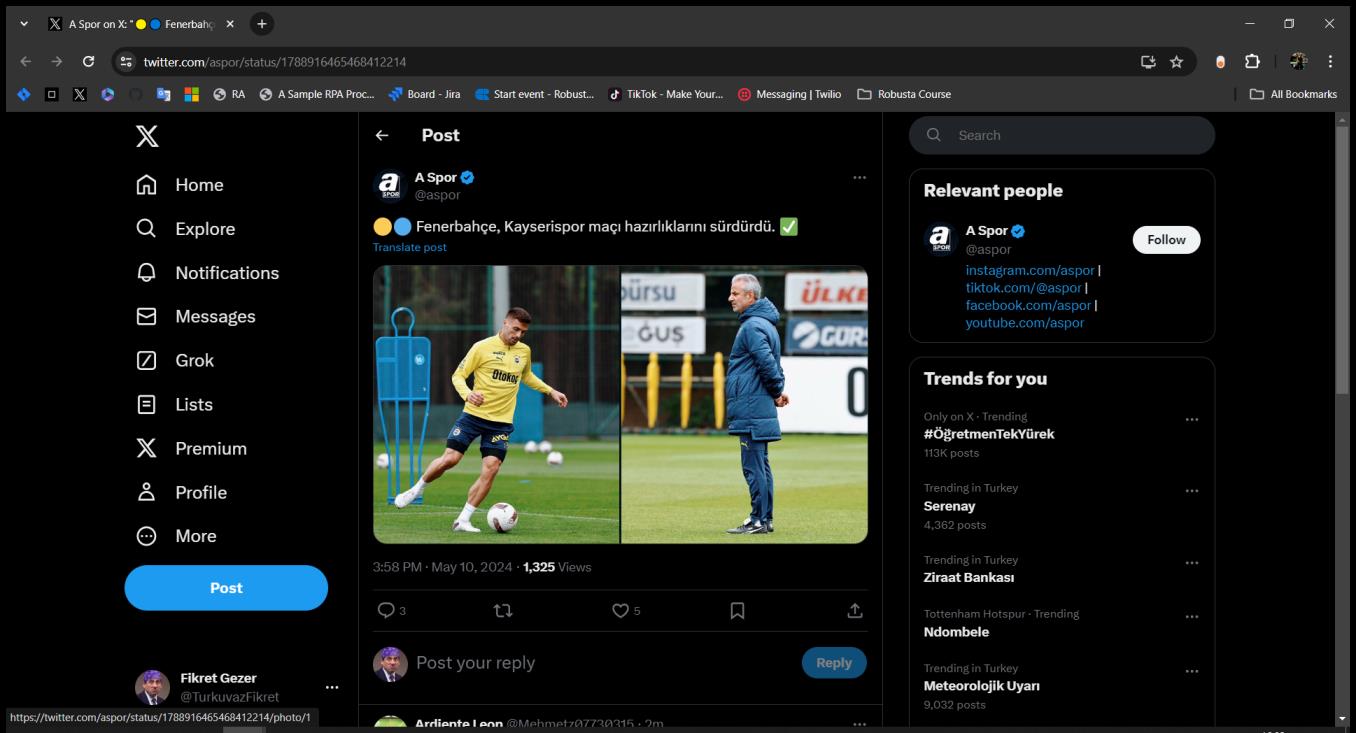 A Spor on X: "🟡🔵 Fenerbahç
twitter.com/aspor/status/1788916465468412214
RA
A Sample RPA Proc...
Board - Jira
Start event - Robust...
TikTok - Make Your...
Messaging | Twilio
Robusta Course
All Bookmarks
Home
Explore
Notifications
Messages
Grok
Lists
Premium
Profile
More
Post
Fikret Gezer
@TurkuvazFikret
https://twitter.com/aspor/status/1788916465468412214/photo/1
Post
A Spor
@aspor
🟡🔵 Fenerbahçe, Kayserispor maçı hazırlıklarını sürdürdü. ✅
Translate post
Otokoç
ÜLKE
ĞUŞ
GÜRS
3:58 PM · May 10, 2024 · 1,325 Views
3
5
Post your reply
Reply
Ardiente Leon @Mehmetz07730315 · 2m
Search
Relevant people
A Spor
@aspor
Follow
instagram.com/aspor |
tiktok.com/@aspor |
facebook.com/aspor |
youtube.com/aspor
Trends for you
Only on X · Trending
#ÖğretmenTekYürek
113K posts
Trending in Turkey
Serenay
4,362 posts
Trending in Turkey
Ziraat Bankası
Tottenham Hotspur · Trending
Ndombele
Trending in Turkey
Meteorolojik Uyarı
9,032 posts